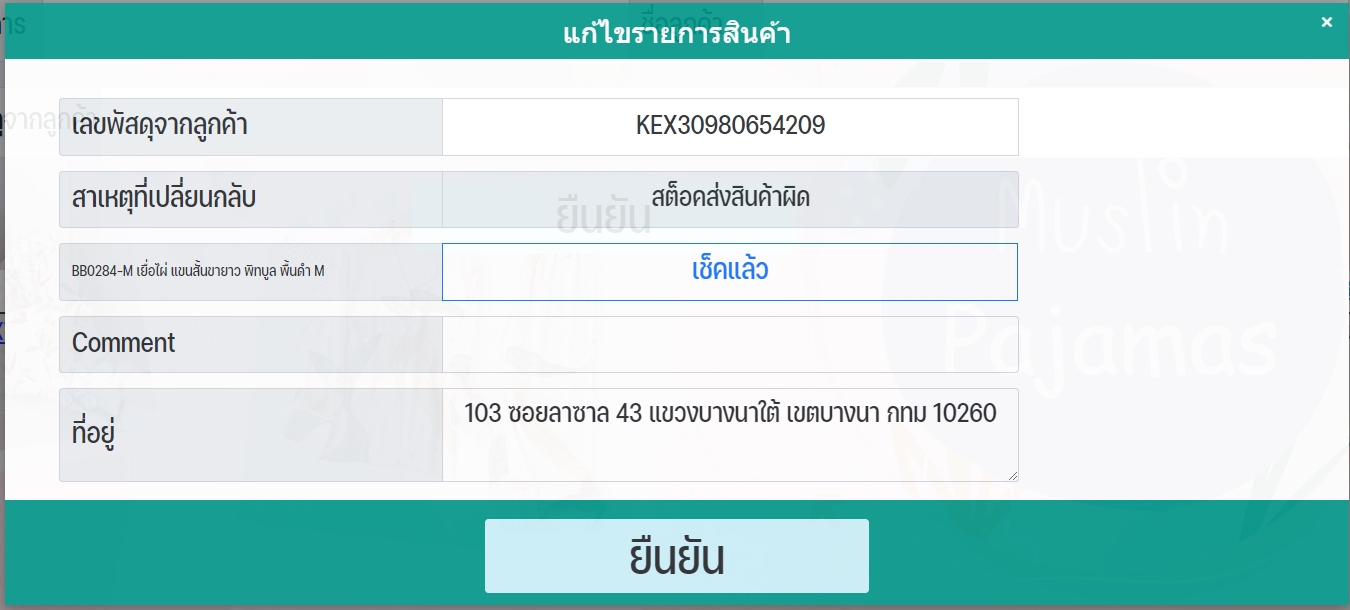 แก้ไขรายการสินค้า
×
เลขพัสดุจากลูกค้า KEX30980654209
สาเหตุที่เปลี่ยนกลับ สต็อคส่งสินค้าผิด
ยืนยัน
BB0284-M เยื่อไผ่ แขนสั้นขายาว พิทบูล พื้นดำ M เช็คแล้ว
Comment
ที่อยู่ 103 ซอยลาซาล 43 แขวงบางนาใต้ เขตบางนา กทม 10260
Muslin
Pajamas
ยืนยัน